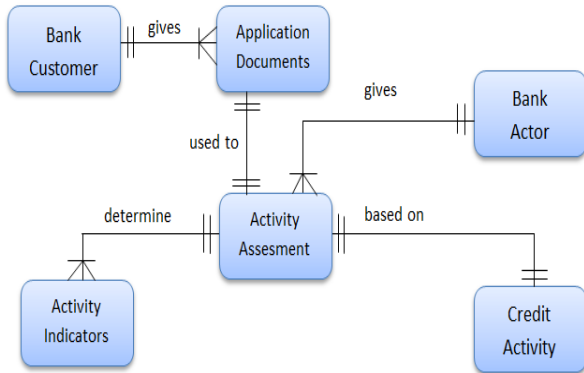 Bank
Customer
gives
Application
Documents
gives
Bank
Actor
used to
determine
Activity
Assesment
based on
Activity
Indicators
Credit
Activity